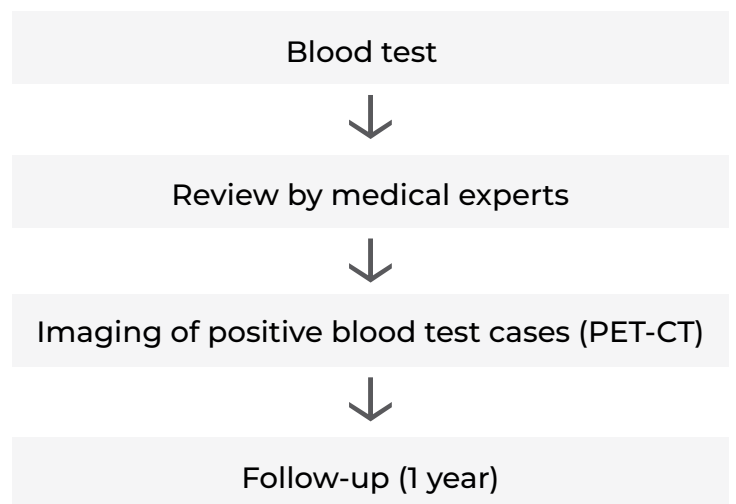 Blood test
Review by medical experts
Imaging of positive blood test cases (PET-CT)
Follow-up (1 year)